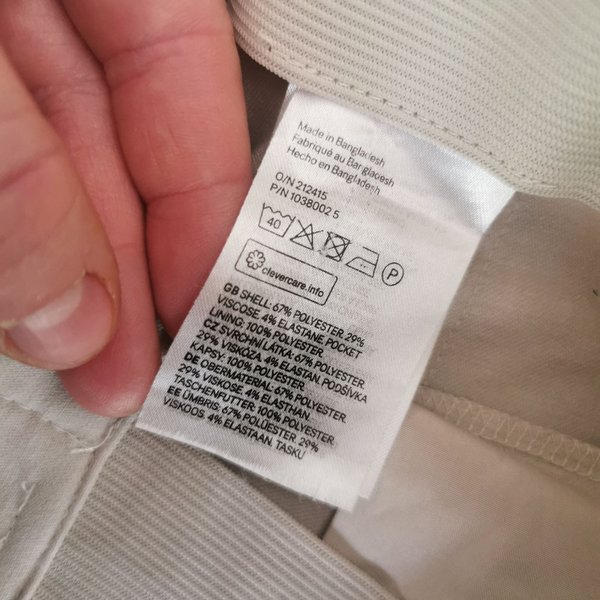 Made in Bangladesh
Fabriqué au Bangladesh
Hecho en Bangladesh
O/N 212415
P/N 1038002 5
40 P
clevercare.info
GB SHELL: 67% POLYESTER, 29%
VISCOSE, 4% ELASTANE, POCKET
LINING: 100% POLYESTER
CZ SVRCHNÍ LÁTKA: 67% POLYESTER,
29% VISKÓZA, 4% ELASTAN, PODŠÍVKA
KAPSY: 100% POLYESTER
DE OBERMATERIAL: 67% POLYESTER,
29% VISKOSE, 4% ELASTHAN,
TASCHENFUTTER: 100% POLYESTER
EE ÜMBRIS: 67% POLÜESTER, 29%
VISKOOS, 4% ELASTAAN, TASKU